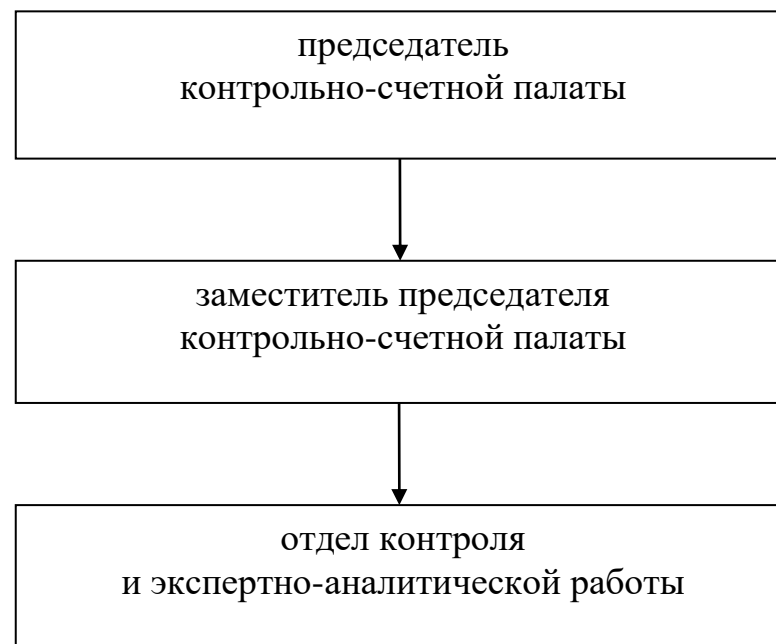 председатель
контрольно-счетной палаты
заместитель председателя
контрольно-счетной палаты
отдел контроля
и экспертно-аналитической работы